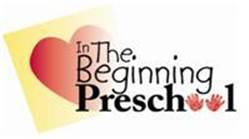 In The
Beginning
Preschool